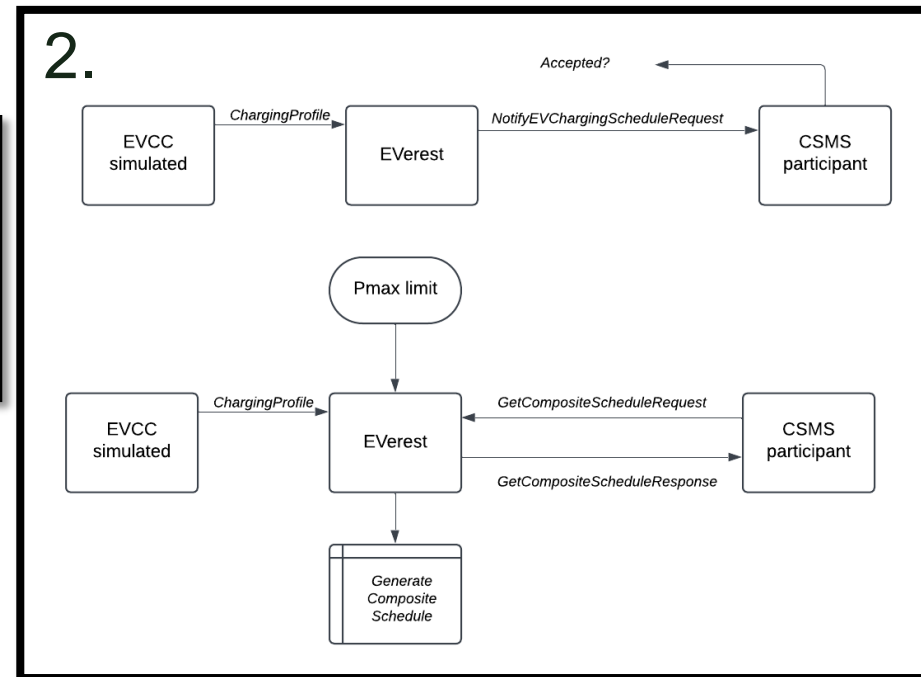 2.
Accepted?
ChargingProfile
NotifyEVChargingScheduleRequest
EVCC
simulated
EVerest
CSMS
participant
Pmax limit
ChargingProfile
GetCompositeScheduleRequest
EVCC
simulated
EVerest
CSMS
participant
GetCompositeScheduleResponse
Generate
Composite
Schedule